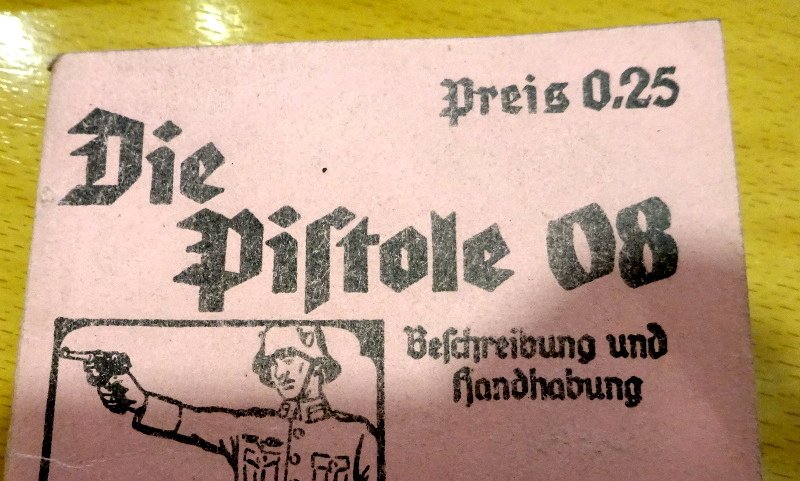 Preis 0.25
Die
Piſtole 08
Beſchreibung und
Handhabung